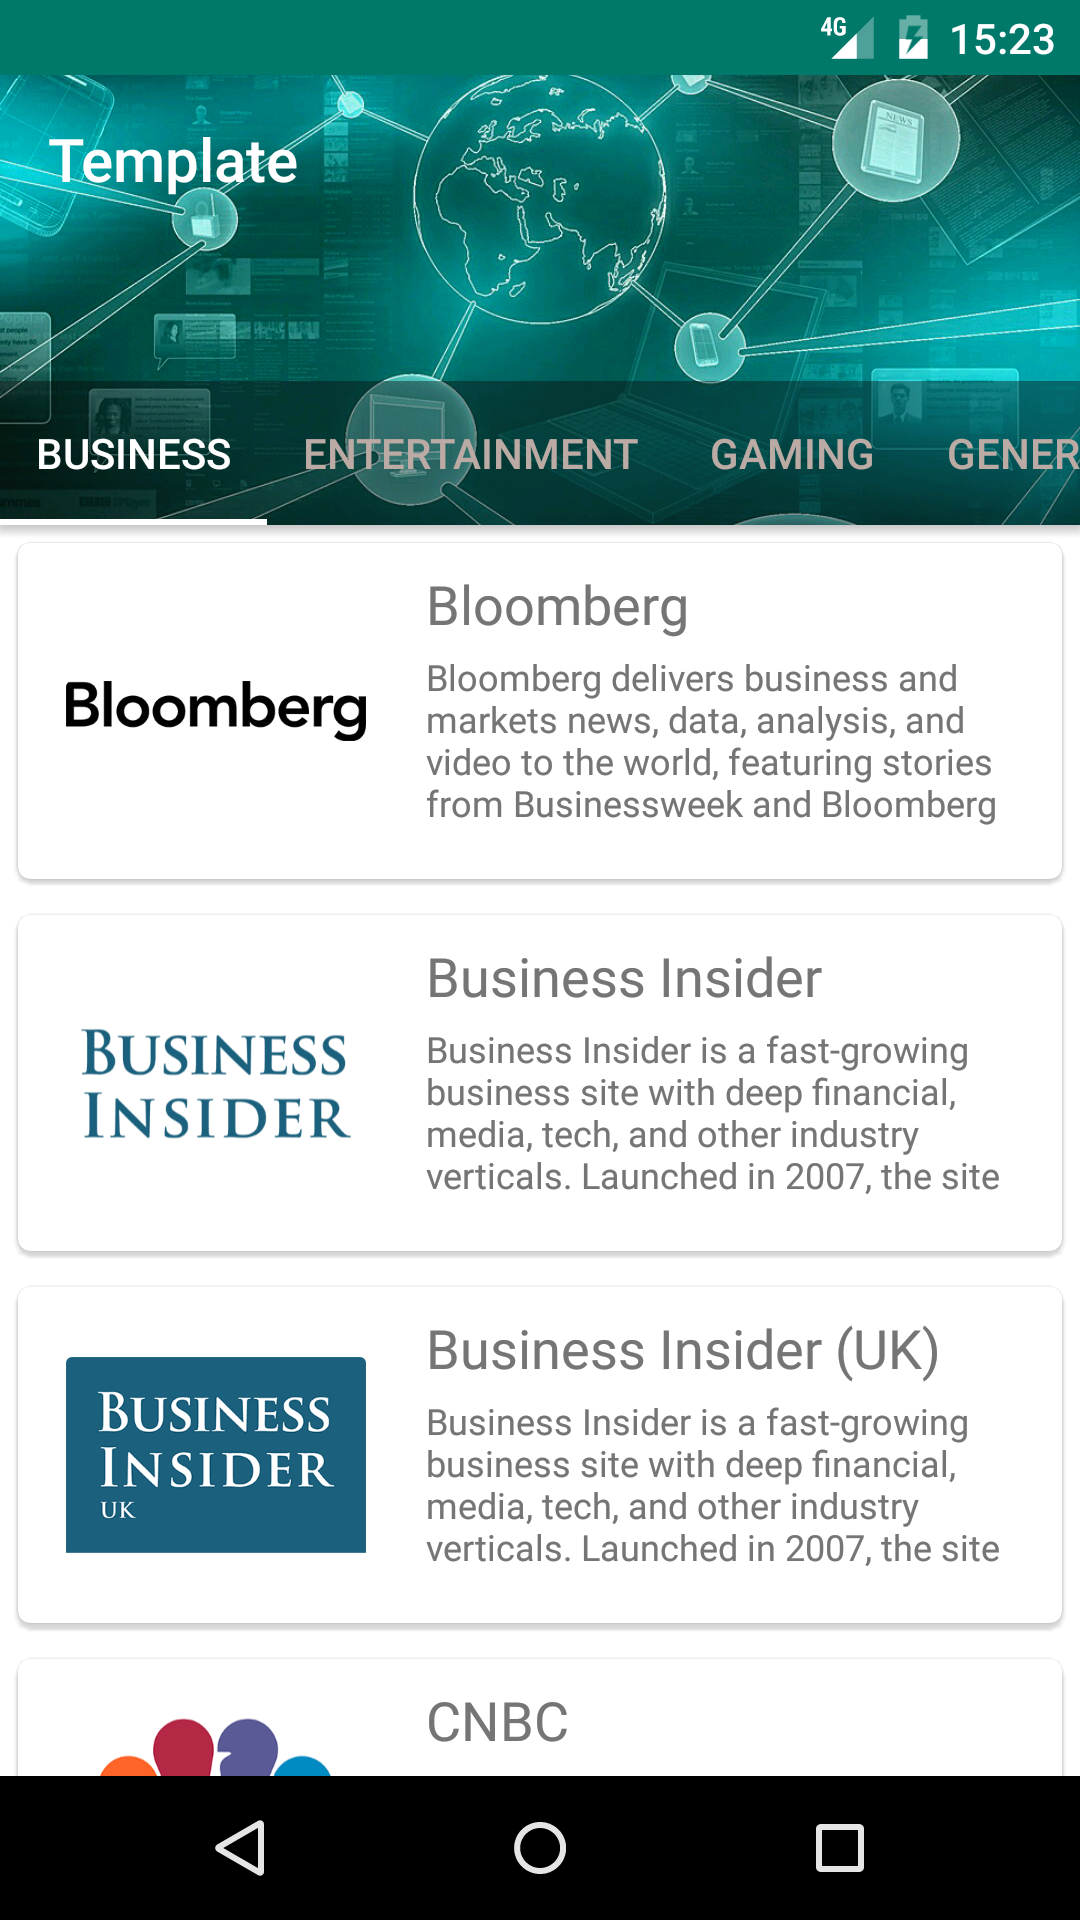 4G 15:23
NEWS
Template
BUSINESS ENTERTAINMENT GAMING GENER
Bloomberg
Bloomberg
Bloomberg delivers business and
markets news, data, analysis, and
video to the world, featuring stories
from Businessweek and Bloomberg
BUSINESS
INSIDER
Business Insider
Business Insider is a fast-growing
business site with deep financial,
media, tech, and other industry
verticals. Launched in 2007, the site
BUSINESS
INSIDER
UK
Business Insider (UK)
Business Insider is a fast-growing
business site with deep financial,
media, tech, and other industry
verticals. Launched in 2007, the site
CNBC